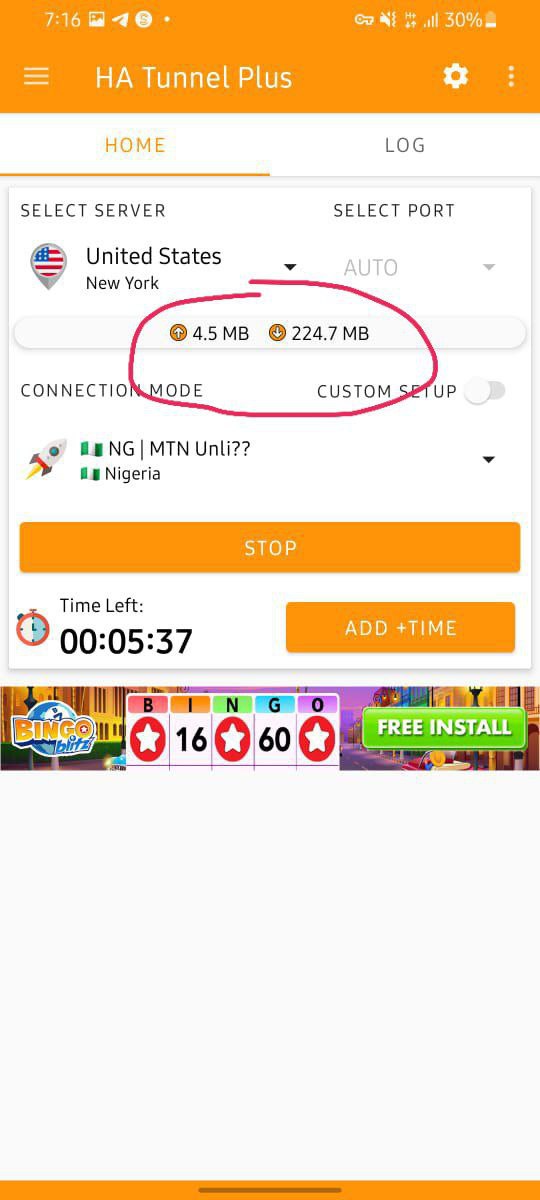 7:16 30%
HA Tunnel Plus
HOME LOG
SELECT SERVER SELECT PORT
United States AUTO
New York
4.5 MB 224.7 MB
CONNECTION MODE CUSTOM SETUP
NG | MTN Unli??
Nigeria
STOP
Time Left:
00:05:37
ADD +TIME
BINGO blitz
B I N G O
16 60
FREE INSTALL